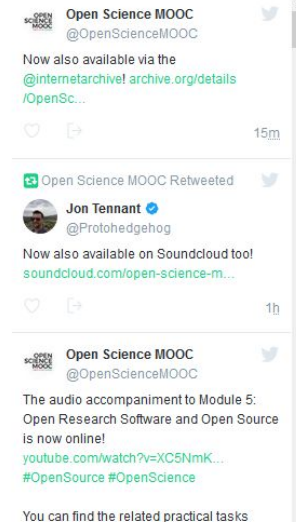 OPEN
SCIENCE
MOOC
Open Science MOOC
@OpenScienceMOOC
Now also available via the
@internetarchive! archive.org/details
/OpenSc...
15m
Open Science MOOC Retweeted
Jon Tennant
@Protohedgehog
Now also available on Soundcloud too!
soundcloud.com/open-science-m...
1h
OPEN
SCIENCE
MOOC
Open Science MOOC
@OpenScienceMOOC
The audio accompaniment to Module 5:
Open Research Software and Open Source
is now online!
youtube.com/watch?v=XC5NmK...
#OpenSource #OpenScience
You can find the related practical tasks